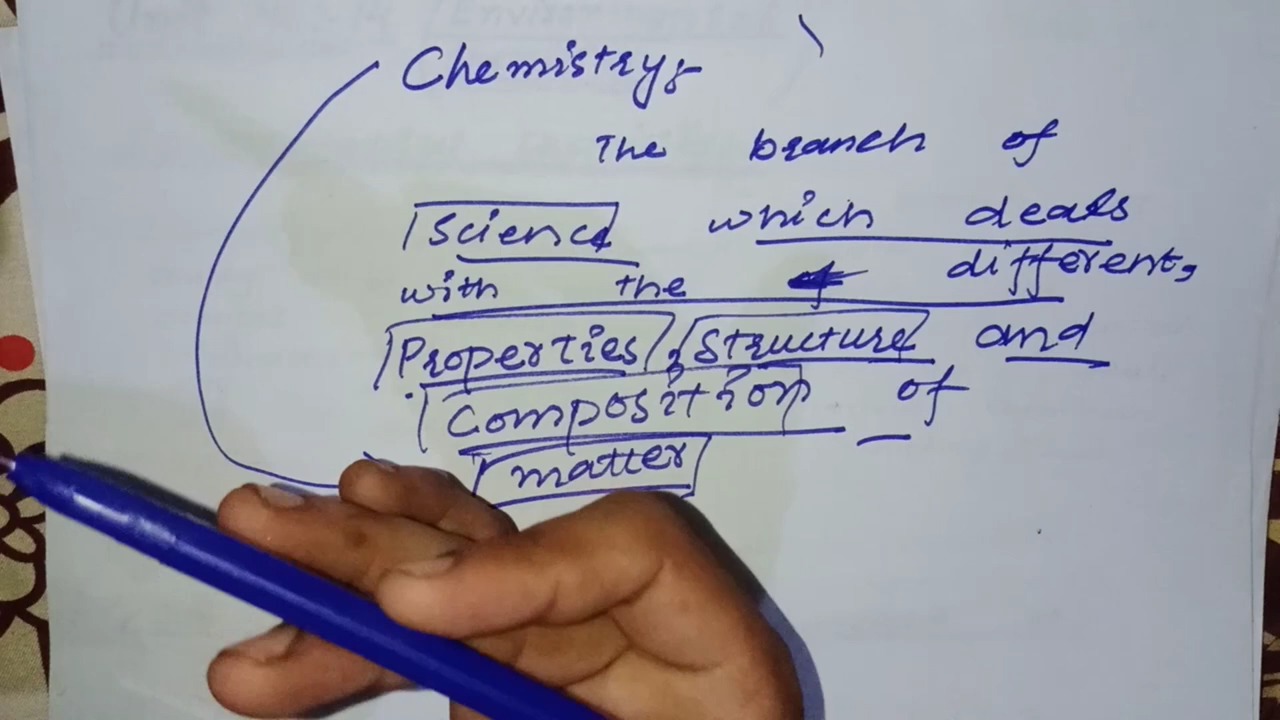 Chemistry:
The branch of
Science which deals
with the different,
Properties, Structure and
Composition of
matter